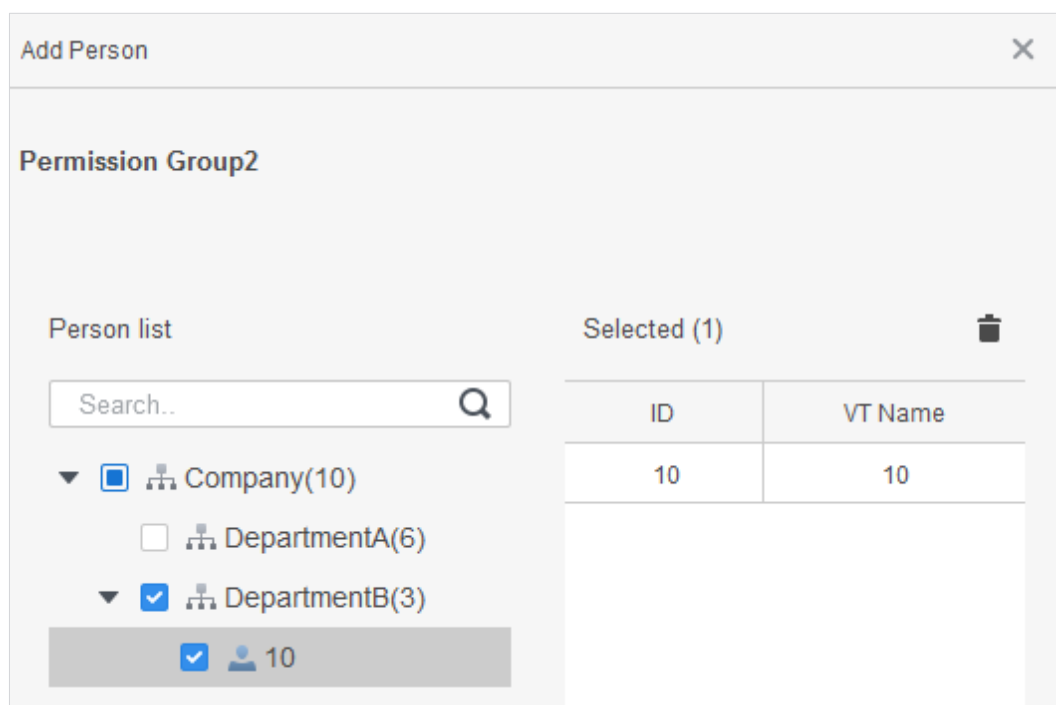 Add Person
Permission Group2
Person list
Search..
Company(10)
DepartmentA(6)
DepartmentB(3)
10
Selected (1)
ID VT Name
10 10